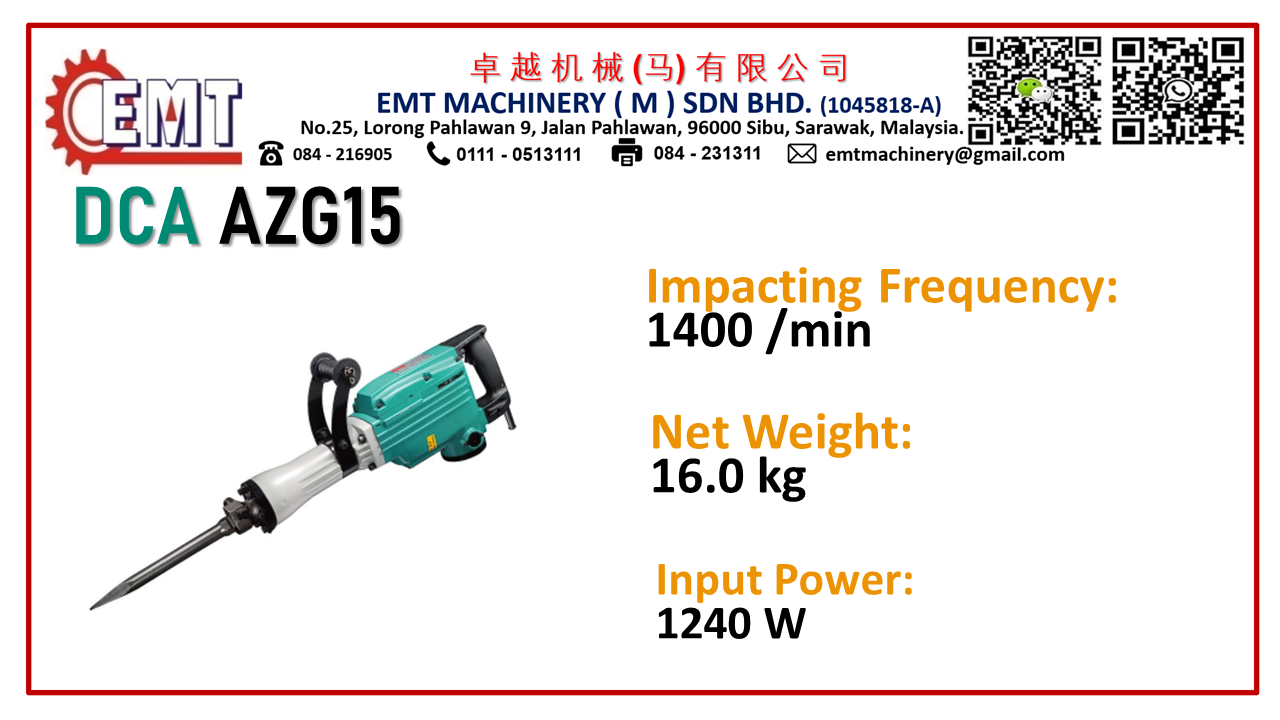 EMT
卓越机械(马)有限公司
EMT MACHINERY ( M ) SDN BHD. (1045818-A)
No.25, Lorong Pahlawan 9, Jalan Pahlawan, 96000 Sibu, Sarawak, Malaysia.
084 - 216905 0111 - 0513111 084 - 231311 emtmachinery@gmail.com
DCA AZG15
Impacting Frequency:
1400 /min
Net Weight:
16.0 kg
Input Power:
1240 W